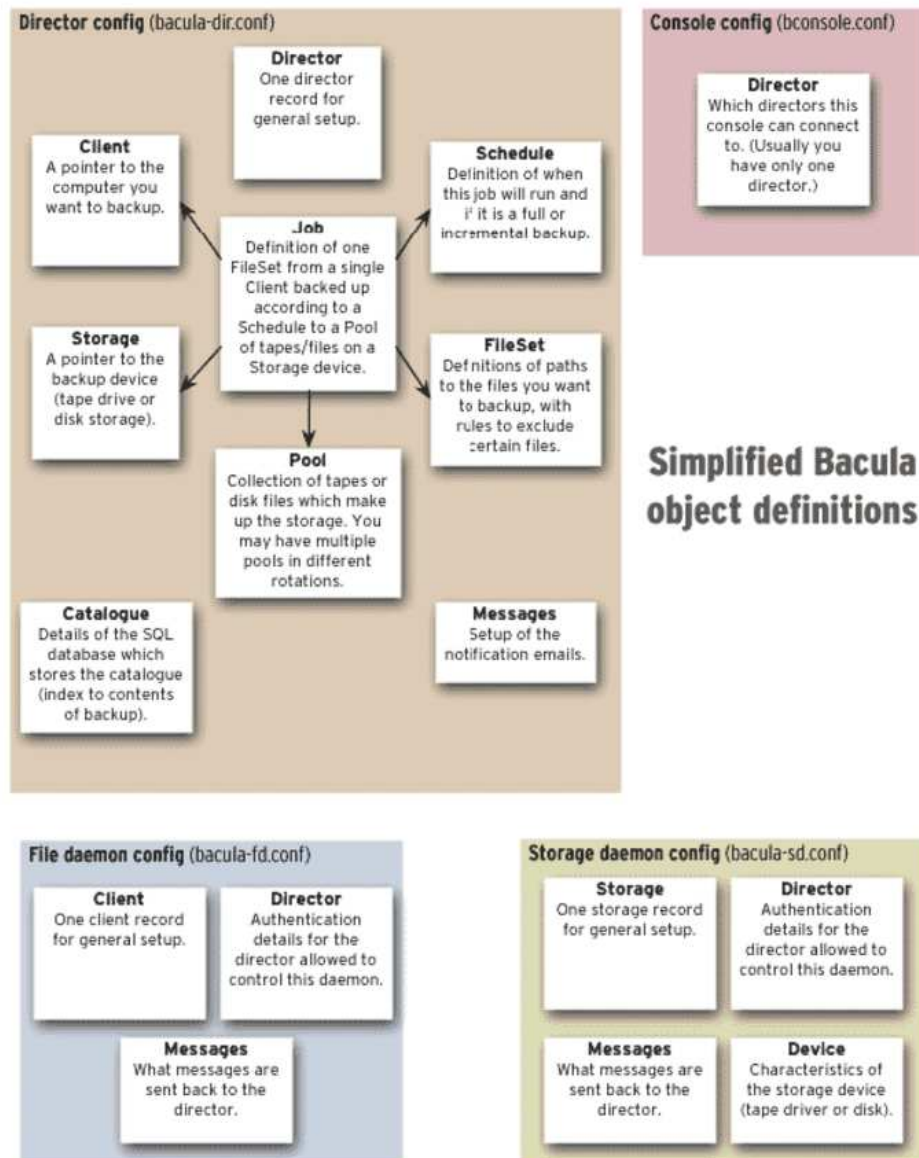 Director config (bacula-dir.conf)
Director
One director
record for
general setup.
Client
A pointer to the
computer you
want to backup.
Schedule
Definition of when
this job will run and
if it is a full or
incremental backup.
Job
Definition of one
FileSet from a single
Client backed up
according to a
Schedule to a Pool
of tapes/files on a
Storage device.
Storage
A pointer to the
backup device
(tape drive or
disk storage).
FileSet
Definitions of paths
to the files you want
to backup, with
rules to exclude
certain files.
Pool
Collection of tapes or
disk files which make
up the storage. You
may have multiple
pools in different
rotations.
Catalogue
Details of the SQL
database which
stores the catalogue
(index to contents
of backup).
Messages
Setup of the
notification emails.
Console config (bconsole.conf)
Director
Which directors this
console can connect
to. (Usually you
have only one
director.)
Simplified Bacula
object definitions
File daemon config (bacula-fd.conf)
Client
One client record
for general setup.
Director
Authentication
details for the
director allowed to
control this daemon.
Messages
What messages are
sent back to the
director.
Storage daemon config (bacula-sd.conf)
Storage
One storage record
for general setup.
Director
Authentication
details for the
director allowed to
control this daemon.
Messages
What messages are
sent back to the
director.
Device
Characteristics of
the storage device
(tape driver or disk).